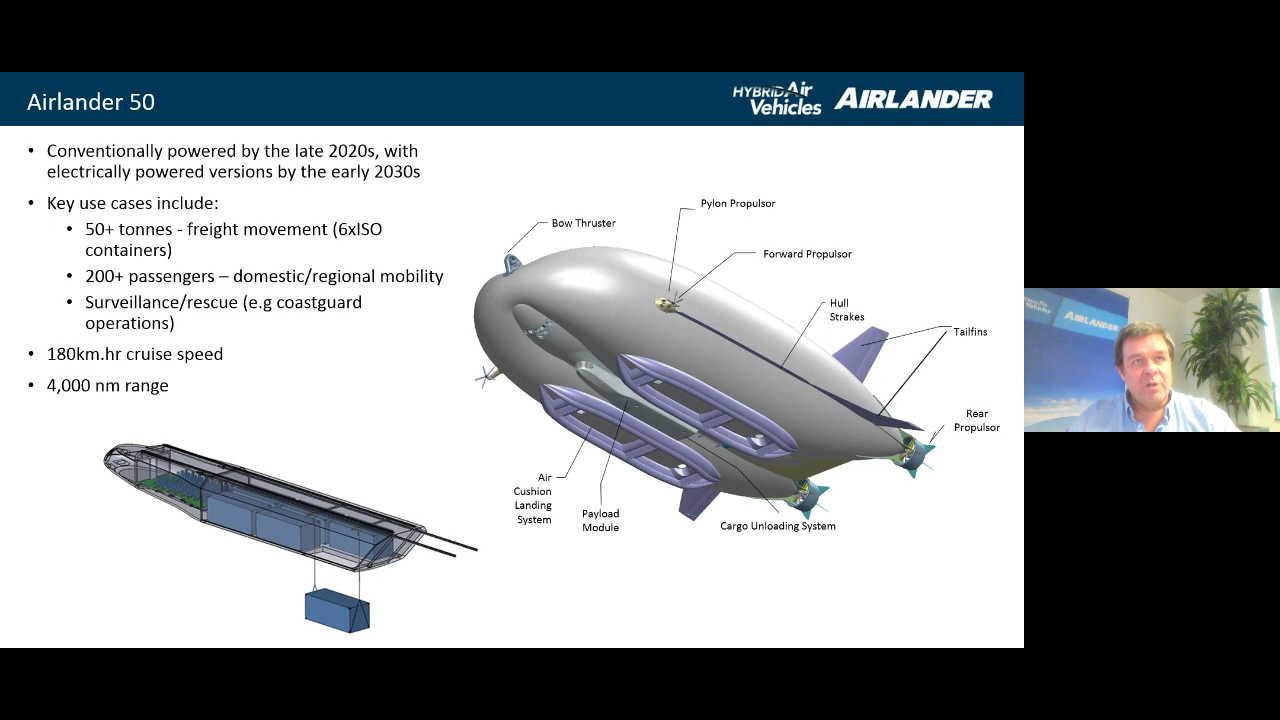 Airlander 50
HYBRID Air
Vehicles
AIRLANDER
• Conventionally powered by the late 2020s, with
electrically powered versions by the early 2030s
• Key use cases include:
• 50+ tonnes - freight movement (6xISO
containers)
• 200+ passengers – domestic/regional mobility
• Surveillance/rescue (e.g coastguard
operations)
• 180km.hr cruise speed
• 4,000 nm range
Pylon Propulsor
Bow Thruster
Forward Propulsor
Hull
Strakes
Tailfins
Rear
Propulsor
Air
Cushion
Landing
System
Payload
Module
Cargo Unloading System
AIRLANDER